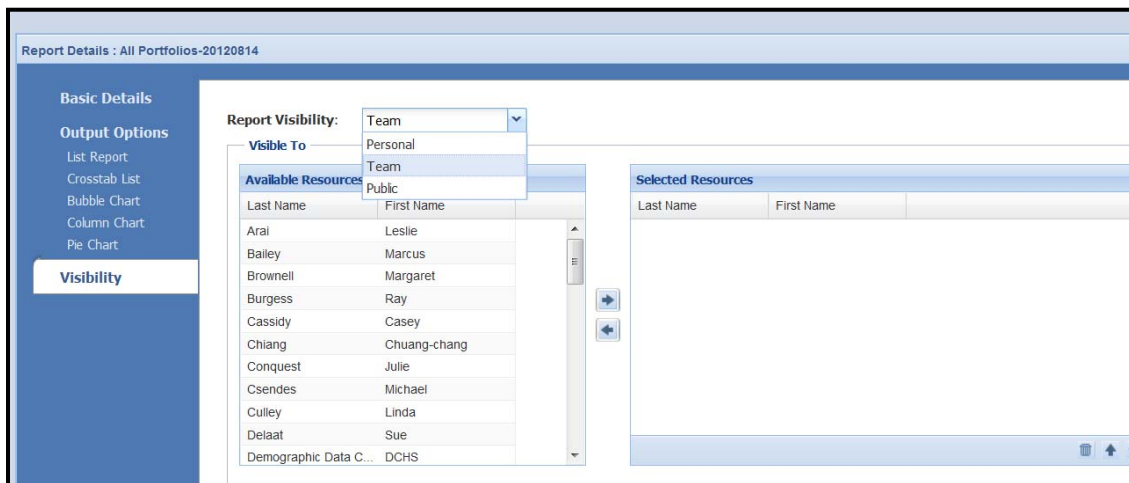 Report Details : All Portfolios-20120814
Basic Details
Output Options
List Report
Crosstab List
Bubble Chart
Column Chart
Pie Chart
Visibility
Report Visibility: Team
Personal
Team
Public
Visible To
Available Resources
Last Name First Name
Arai Leslie
Bailey Marcus
Brownell Margaret
Burgess Ray
Cassidy Casey
Chiang Chuang-chang
Conquest Julie
Csendes Michael
Culley Linda
Delaat Sue
Demographic Data C... DCHS
Selected Resources
Last Name First Name